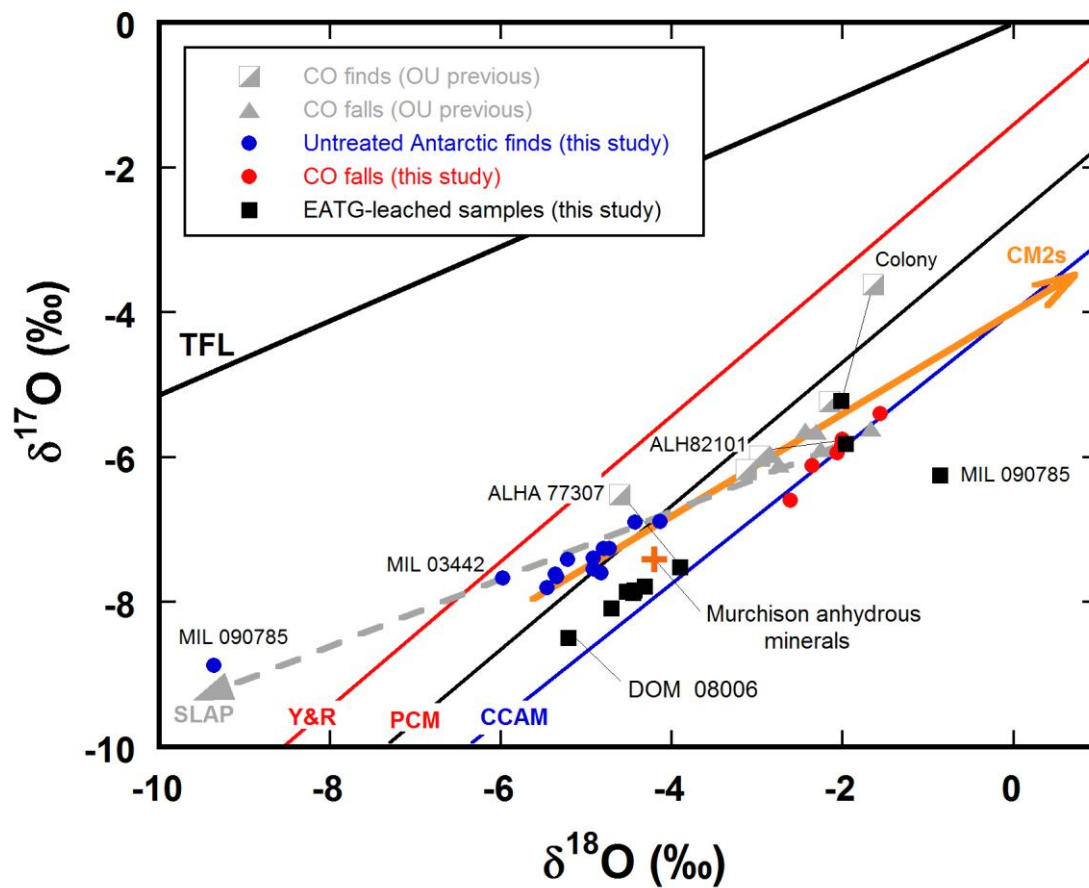 0
-2
-4
-6
-8
-10
δ17O (‰)
CO finds (OU previous)
CO falls (OU previous)
Untreated Antarctic finds (this study)
CO falls (this study)
EATG-leached samples (this study)
TFL
Colony
CM2s
ALH82101
MIL 090785
ALHA 77307
MIL 03442
Murchison anhydrous
minerals
MIL 090785
DOM 08006
SLAP
Y&R
PCM
CCAM
-10
-8
-6
-4
-2
0
δ18O (‰)